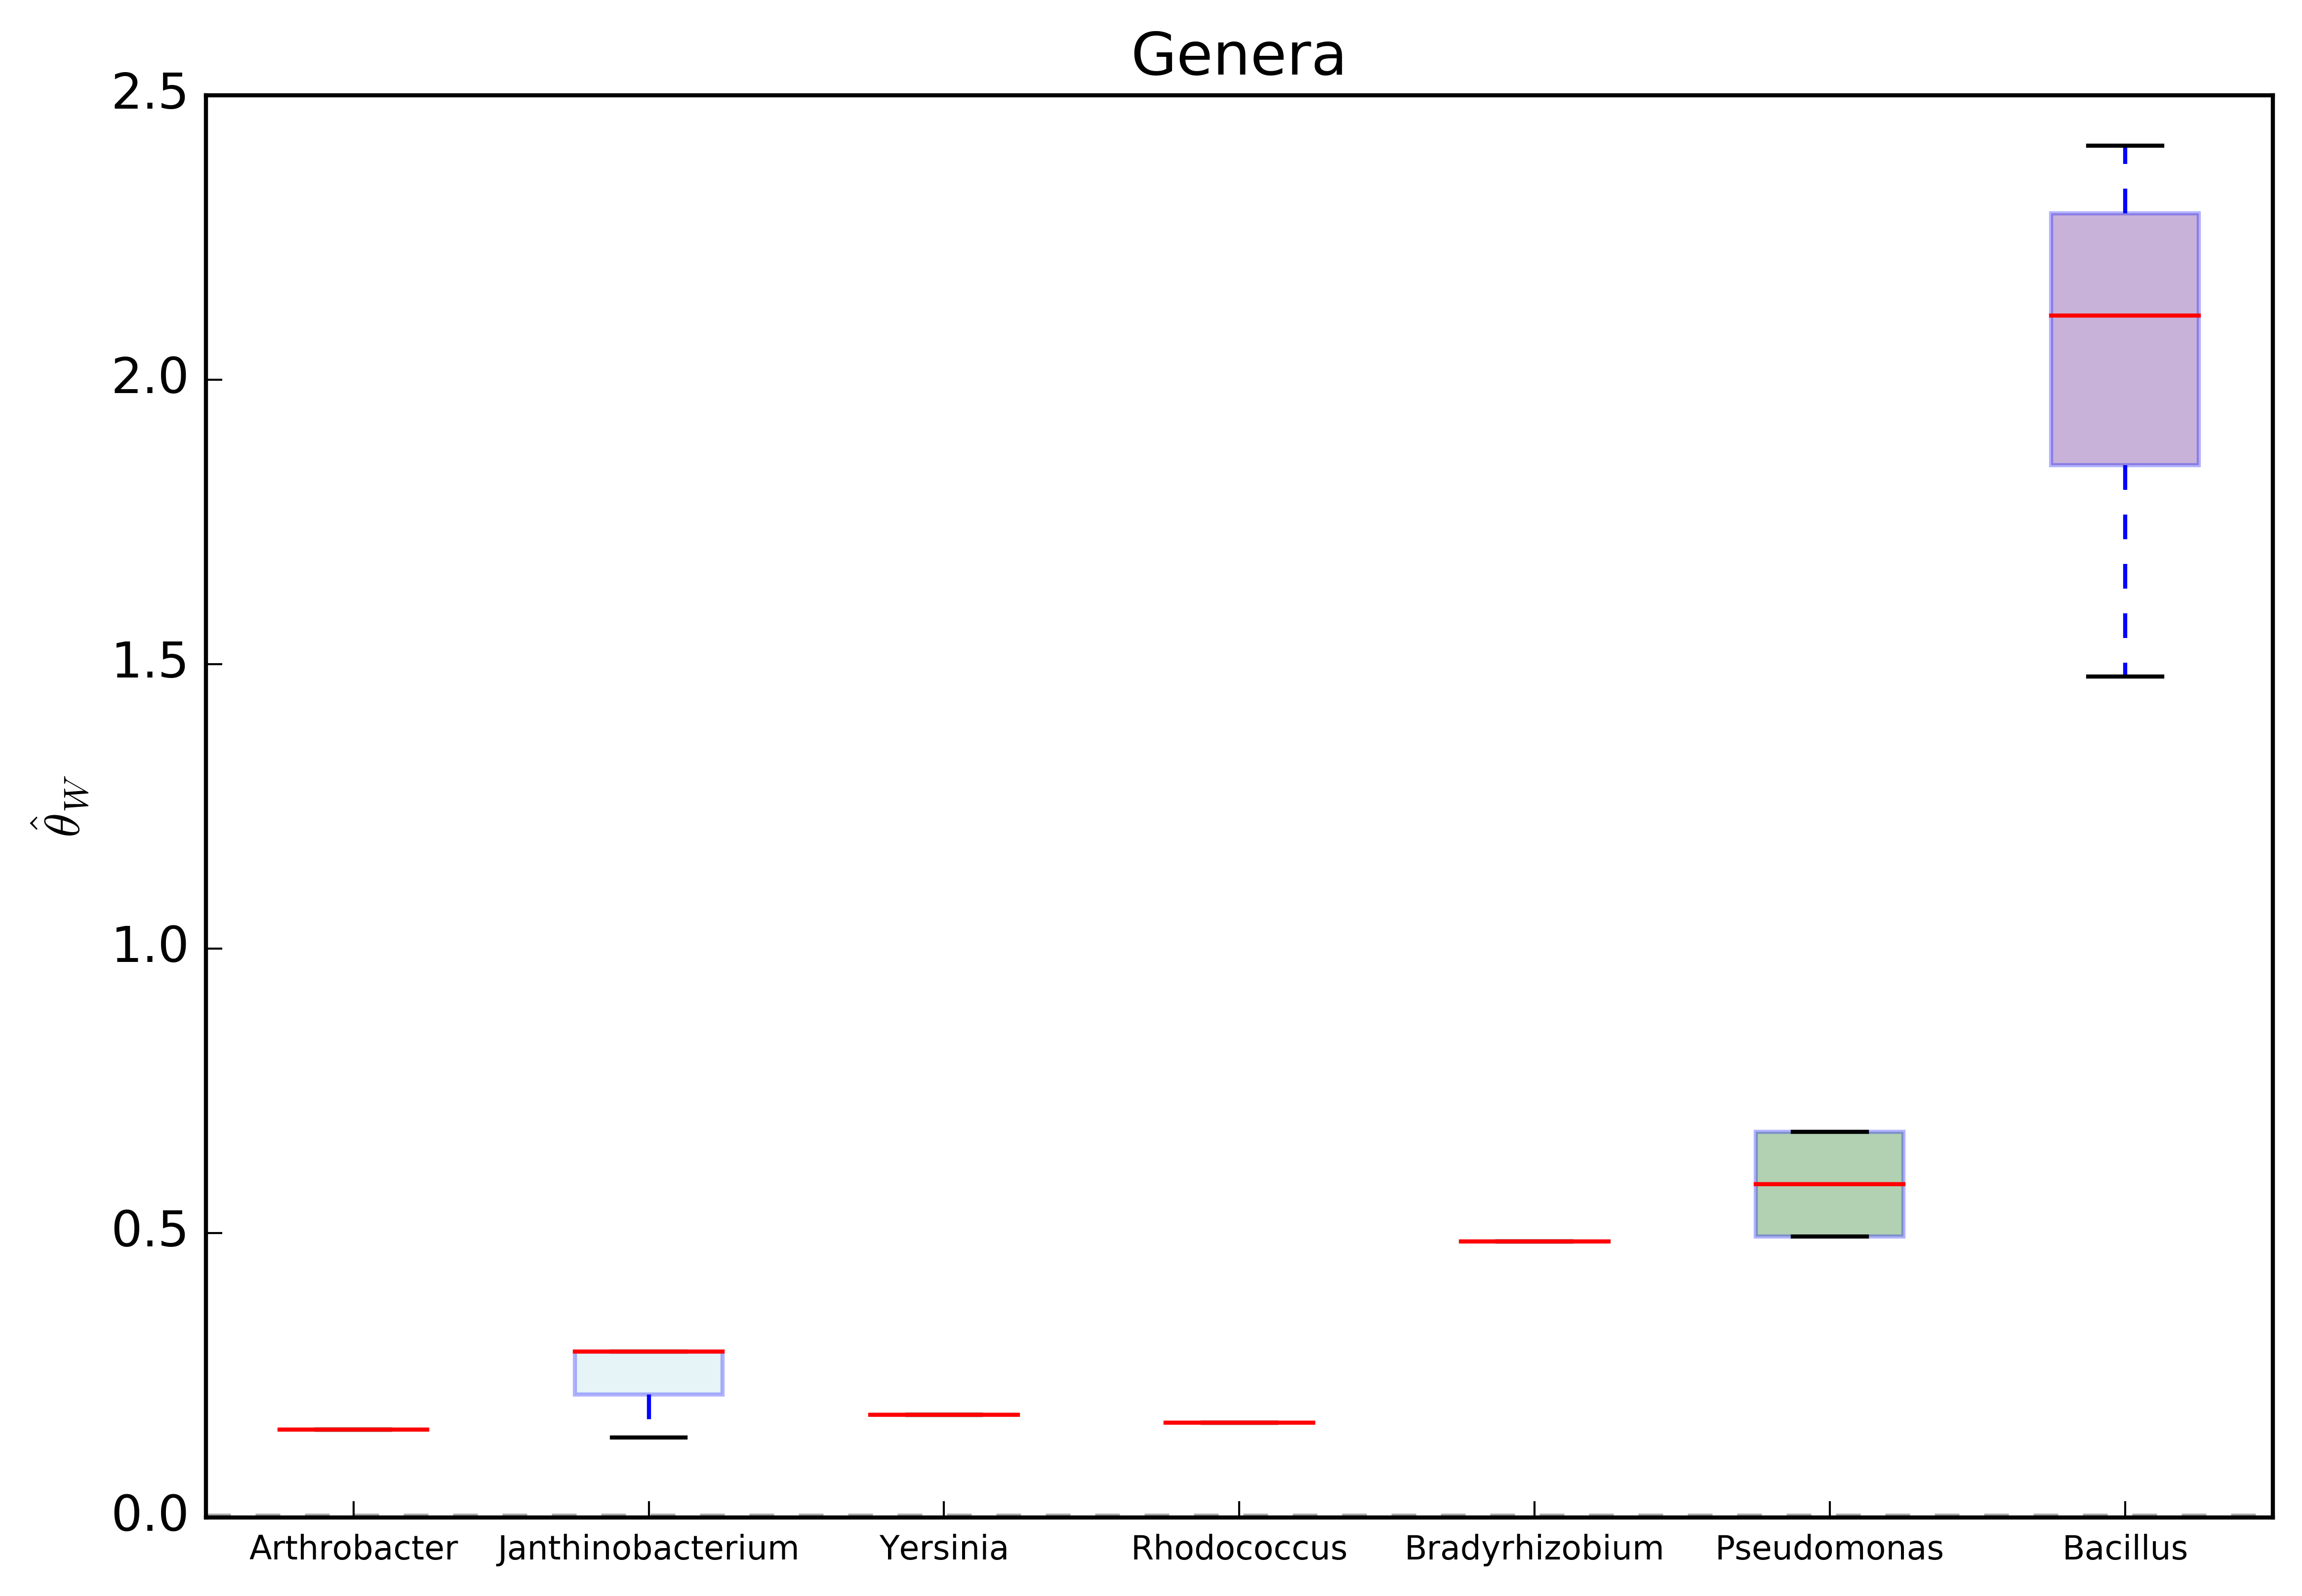 Genera
2.5
2.0
1.5
1.0
0.5
0.0
θ̂_W
Arthrobacter Janthinobacterium Yersinia Rhodococcus Bradyrhizobium Pseudomonas Bacillus